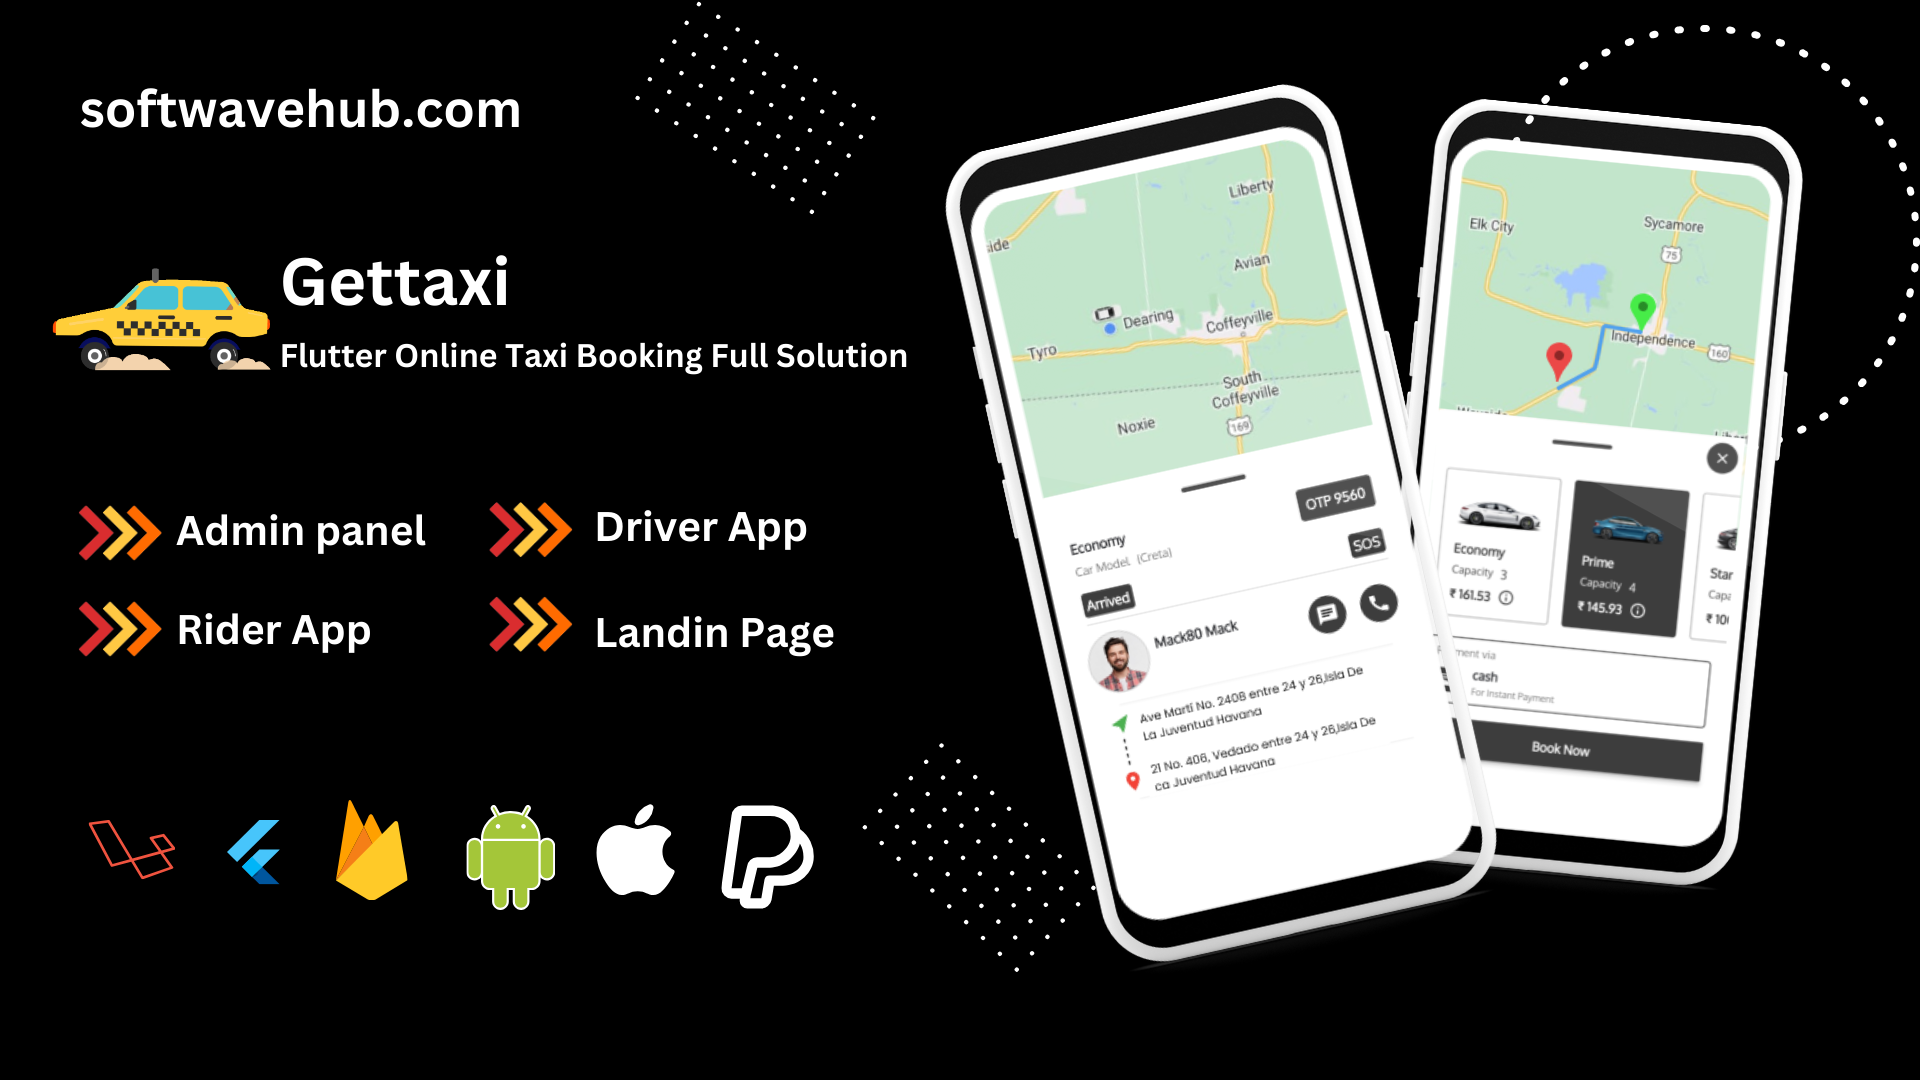 softwavehub.com
Gettaxi
Flutter Online Taxi Booking Full Solution
Admin panel
Driver App
Rider App
Landin Page
Liberty
side
Avian
Dearing
Coffeyville
Tyro
South
Coffeyville
Noxie
169
OTP 9560
Economy
Car Model (Creta)
SOS
Arrived
Mack80 Mack
Ave Martí No. 2408 entre 24 y 26,Isla De
La Juventud Havana
21 No. 406, Vedado entre 24 y 26,Isla De
ca Juventud Havana
Elk City
Sycamore
75
Independence
160
Economy
Capacity 3
₹ 161.53
Prime
Capacity 4
₹ 145.93
Star
Capa
₹ 10
ment via
cash
For Instant Payment
Book Now